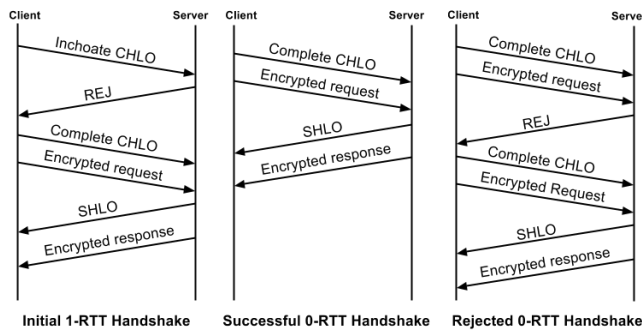 Client Server
Inchoate CHLO
REJ
Complete CHLO
Encrypted request
SHLO
Encrypted response
Initial 1-RTT Handshake
Client Server
Complete CHLO
Encrypted request
SHLO
Encrypted response
Successful 0-RTT Handshake
Client Server
Complete CHLO
Encrypted request
REJ
Complete CHLO
Encrypted Request
SHLO
Encrypted response
Rejected 0-RTT Handshake